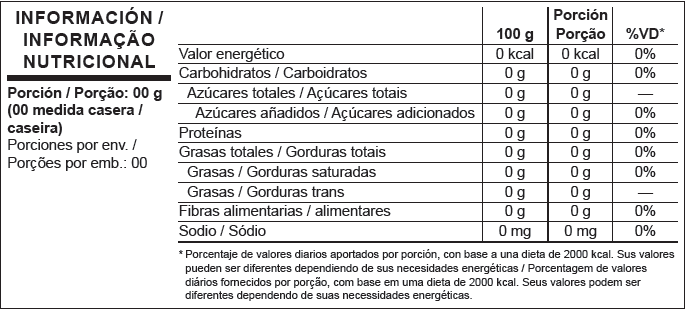 INFORMACIÓN /
INFORMAÇÃO
NUTRICIONAL
Porción / Porção: 00 g
(00 medida casera /
caseira)
Porciones por env. /
Porções por emb.: 00
100 g Porción Porção %VD*
Valor energético 0 kcal 0 kcal 0%
Carbohidratos / Carboidratos 0 g 0 g 0%
Azúcares totales / Açúcares totais 0 g 0 g —
Azúcares añadidos / Açúcares adicionados 0 g 0 g 0%
Proteínas 0 g 0 g 0%
Grasas totales / Gorduras totais 0 g 0 g 0%
Grasas / Gorduras saturadas 0 g 0 g 0%
Grasas / Gorduras trans 0 g 0 g —
Fibras alimentarias / alimentares 0 g 0 g 0%
Sodio / Sódio 0 mg 0 mg 0%
* Porcentaje de valores diarios aportados por porción, con base a una dieta de 2000 kcal. Sus valores
pueden ser diferentes dependiendo de sus necesidades energéticas / Porcentagem de valores
diários fornecidos por porção, com base em uma dieta de 2000 kcal. Seus valores podem ser
diferentes dependendo de suas necessidades energéticas.